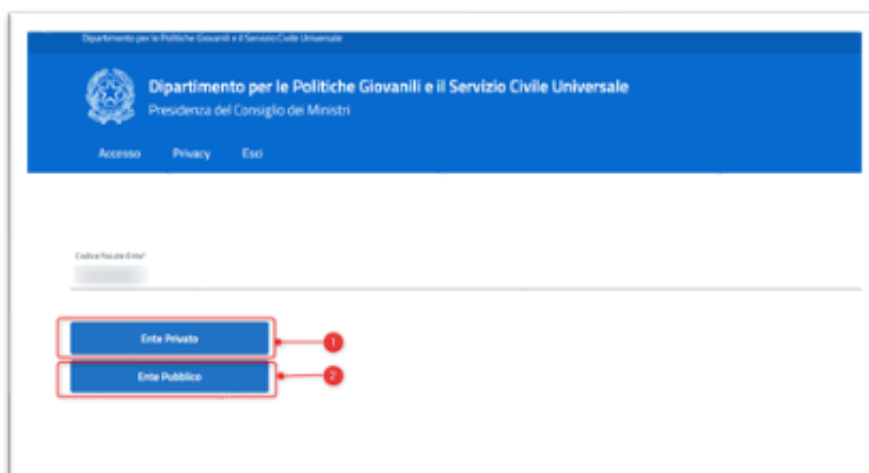 Dipartimento per le Politiche Giovanili e il Servizio Civile Universale
Dipartimento per le Politiche Giovanili e il Servizio Civile Universale
Presidenza del Consiglio dei Ministri
Accesso Privacy Esci
Codice Fiscale Ente*
Ente Privato
1
Ente Pubblico
2